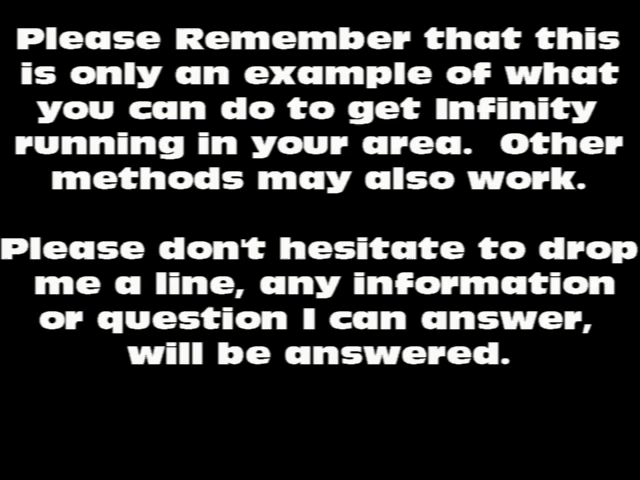 Please Remember that this
is only an example of what
you can do to get Infinity
running in your area.  Other
methods may also work.
Please don't hesitate to drop
me a line, any information
or question I can answer,
will be answered.